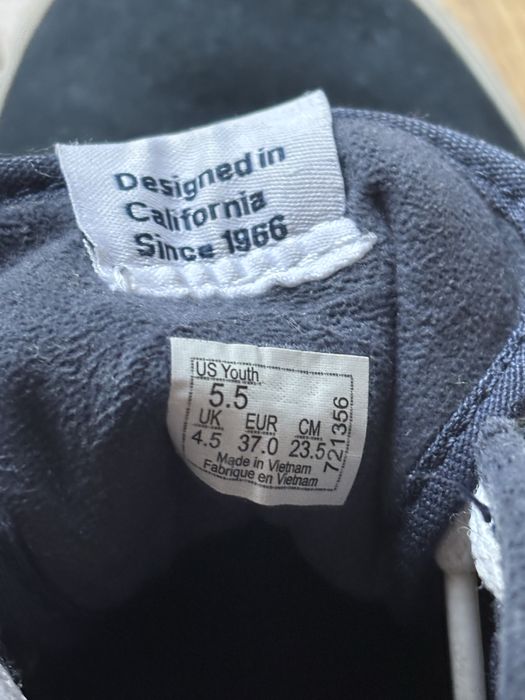 Designed in
California
Since 1966
US Youth
5.5
UK EUR CM
4.5 37.0 23.5
Made in Vietnam
Fabriqué en Vietnam
721356